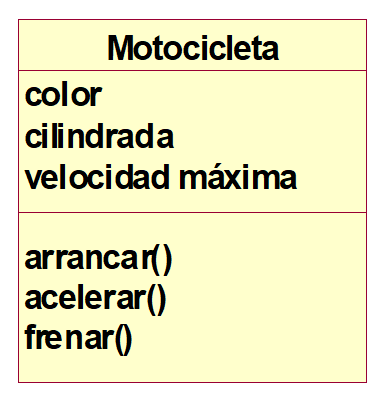 Motocicleta
color
cilindrada
velocidad máxima
arrancar()
acelerar()
frenar()